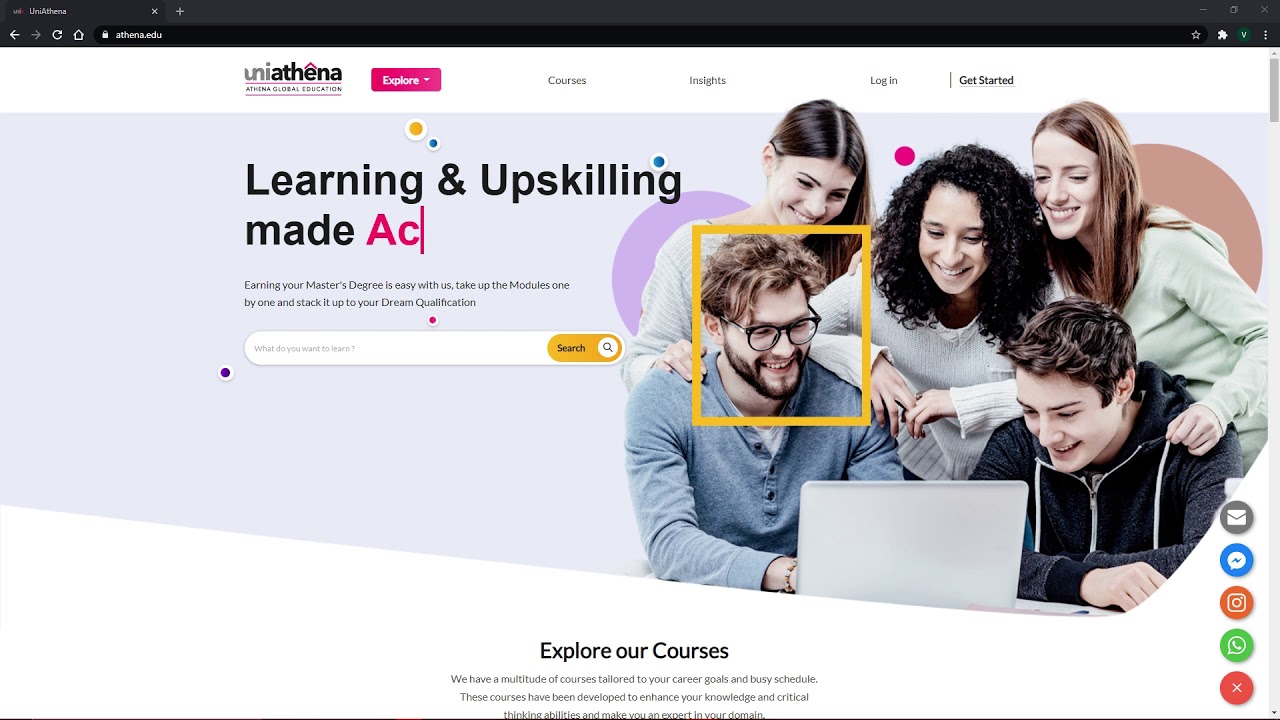 UniAthena
athena.edu
V
uniathena
ATHENA GLOBAL EDUCATION
Explore
Courses
Insights
Log in
Get Started
Learning & Upskilling
made Ac
Earning your Master's Degree is easy with us, take up the Modules one
by one and stack it up to your Dream Qualification
What do you want to learn ?
Search
Explore our Courses
We have a multitude of courses tailored to your career goals and busy schedule.
These courses have been developed to enhance your knowledge and critical
thinking abilities and make you an expert in your domain.